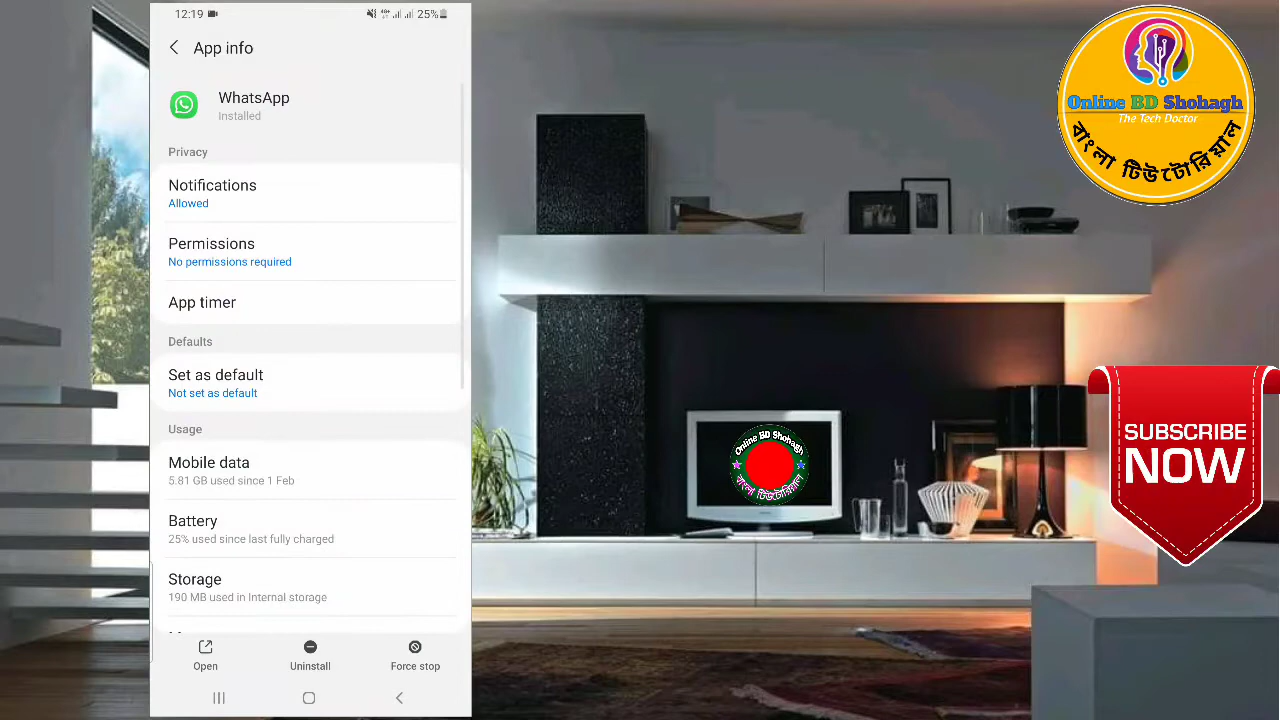 12:19
25%
App info
WhatsApp
Installed
Privacy
Notifications
Allowed
Permissions
No permissions required
App timer
Defaults
Set as default
Not set as default
Usage
Mobile data
5.81 GB used since 1 Feb
Battery
25% used since last fully charged
Storage
190 MB used in Internal storage
Open
Uninstall
Force stop
Online BD Shohagh
The Tech Doctor
বাংলা টিউটোরিয়াল
SUBSCRIBE
NOW
Online BD Shohagh
বাংলা টিউটোরিয়াল